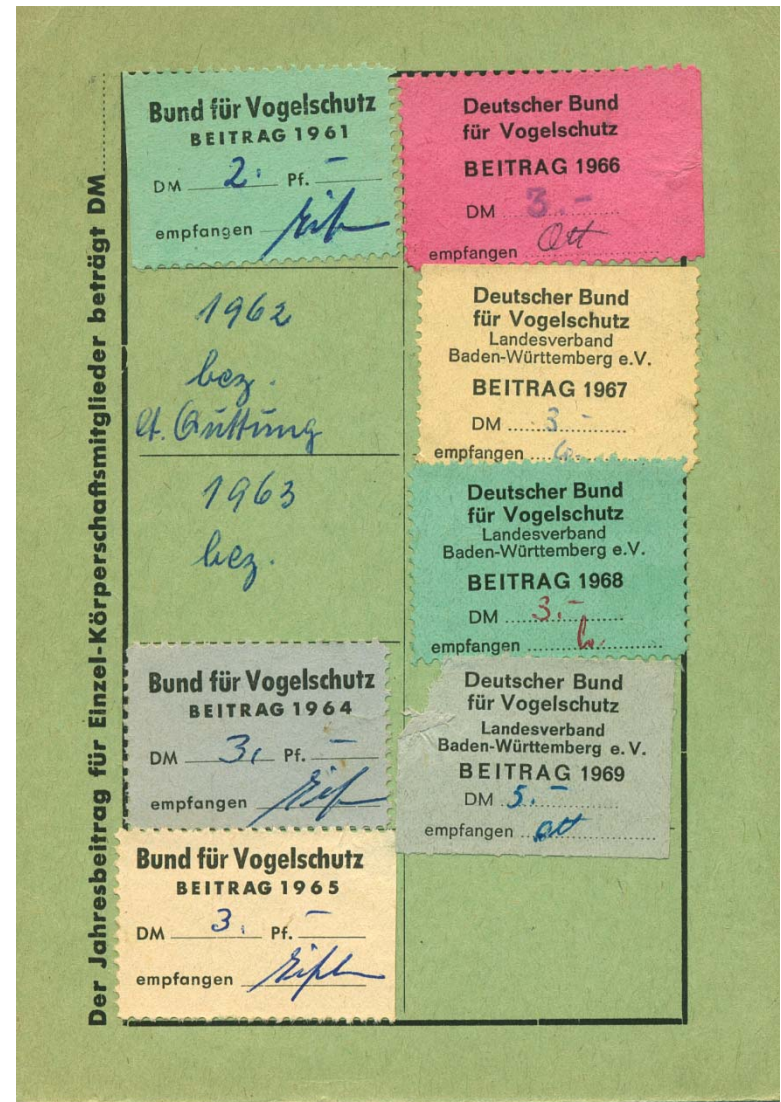 Der Jahresbeitrag für Einzel-Körperschaftsmitglieder beträgt DM
Bund für Vogelschutz
BEITRAG 1961
DM 2. Pf. —
empfangen
1962
bez.
lt. Quittung
1963
bez.
Bund für Vogelschutz
BEITRAG 1964
DM 3, Pf. —
empfangen
Bund für Vogelschutz
BEITRAG 1965
DM 3, Pf. —
empfangen
Deutscher Bund
für Vogelschutz
BEITRAG 1966
DM 3.-
empfangen Ott
Deutscher Bund
für Vogelschutz
Landesverband
Baden-Württemberg e.V.
BEITRAG 1967
DM 3.-
empfangen
Deutscher Bund
für Vogelschutz
Landesverband
Baden-Württemberg e.V.
BEITRAG 1968
DM 3.-
empfangen
Deutscher Bund
für Vogelschutz
Landesverband
Baden-Württemberg e.V.
BEITRAG 1969
DM 5.-
empfangen Ott